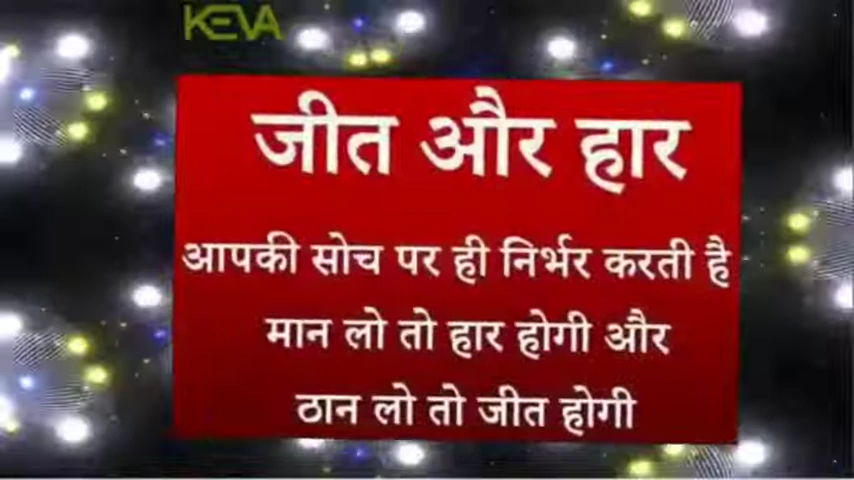 KEVA
जीत और हार
आपकी सोच पर ही निर्भर करती है
मान लो तो हार होगी और
ठान लो तो जीत होगी